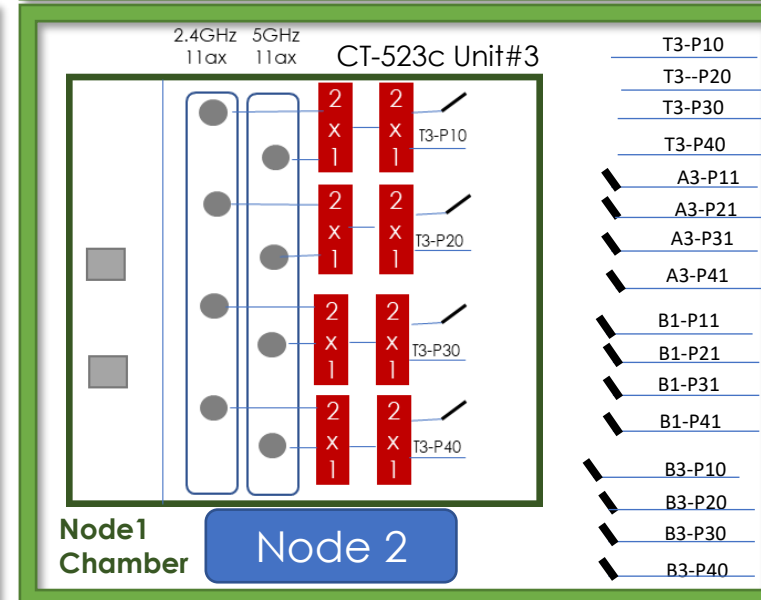 2.4GHz 5GHz
11ax 11ax
CT-523c Unit#3
2 x 1 2 x 1 T3-P10
2 x 1 2 x 1 T3-P20
2 x 1 2 x 1 T3-P30
2 x 1 2 x 1 T3-P40
Node1
Chamber
Node 2
T3-P10
T3--P20
T3-P30
T3-P40
A3-P11
A3-P21
A3-P31
A3-P41
B1-P11
B1-P21
B1-P31
B1-P41
B3-P10
B3-P20
B3-P30
B3-P40